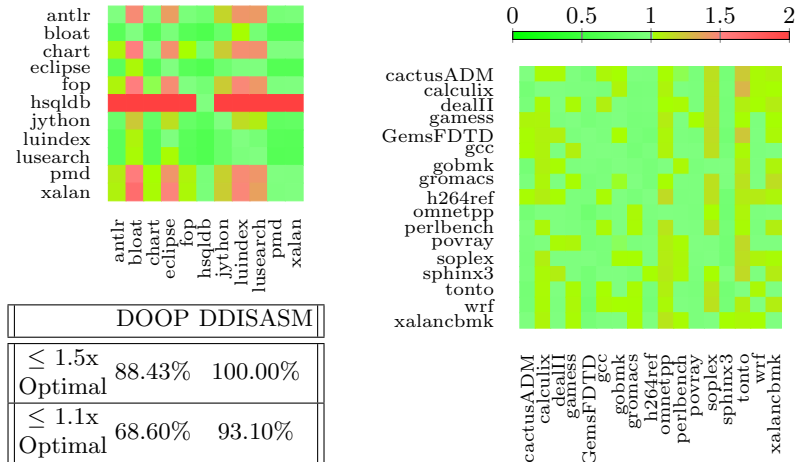 antlr
bloat
chart
eclipse
fop
hsqldb
jython
luindex
lusearch
pmd
xalan
antlr
bloat
chart
eclipse
fop
hsqldb
jython
luindex
lusearch
pmd
xalan
DOOP DDISASM
≤ 1.5x
Optimal 88.43% 100.00%
≤ 1.1x
Optimal 68.60% 93.10%
0 0.5 1 1.5 2
cactusADM
calculix
dealII
gamess
GemsFDTD
gcc
gobmk
gromacs
h264ref
omnetpp
perlbench
povray
soplex
sphinx3
tonto
wrf
xalancbmk
cactusADM
calculix
dealII
gamess
GemsFDTD
gcc
gobmk
gromacs
h264ref
omnetpp
perlbench
povray
soplex
sphinx3
tonto
wrf
xalancbmk